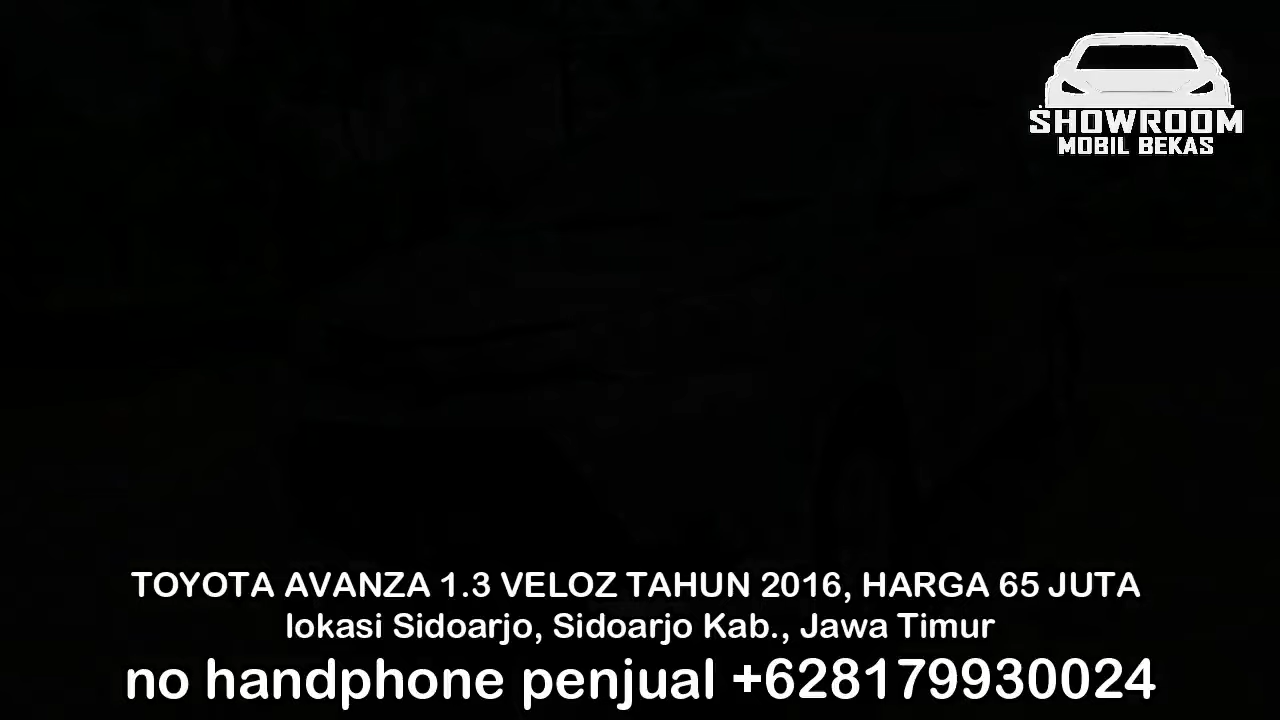 SHOWROOM
MOBIL BEKAS
TOYOTA AVANZA 1.3 VELOZ TAHUN 2016, HARGA 65 JUTA
lokasi Sidoarjo, Sidoarjo Kab., Jawa Timur
no handphone penjual +628179930024